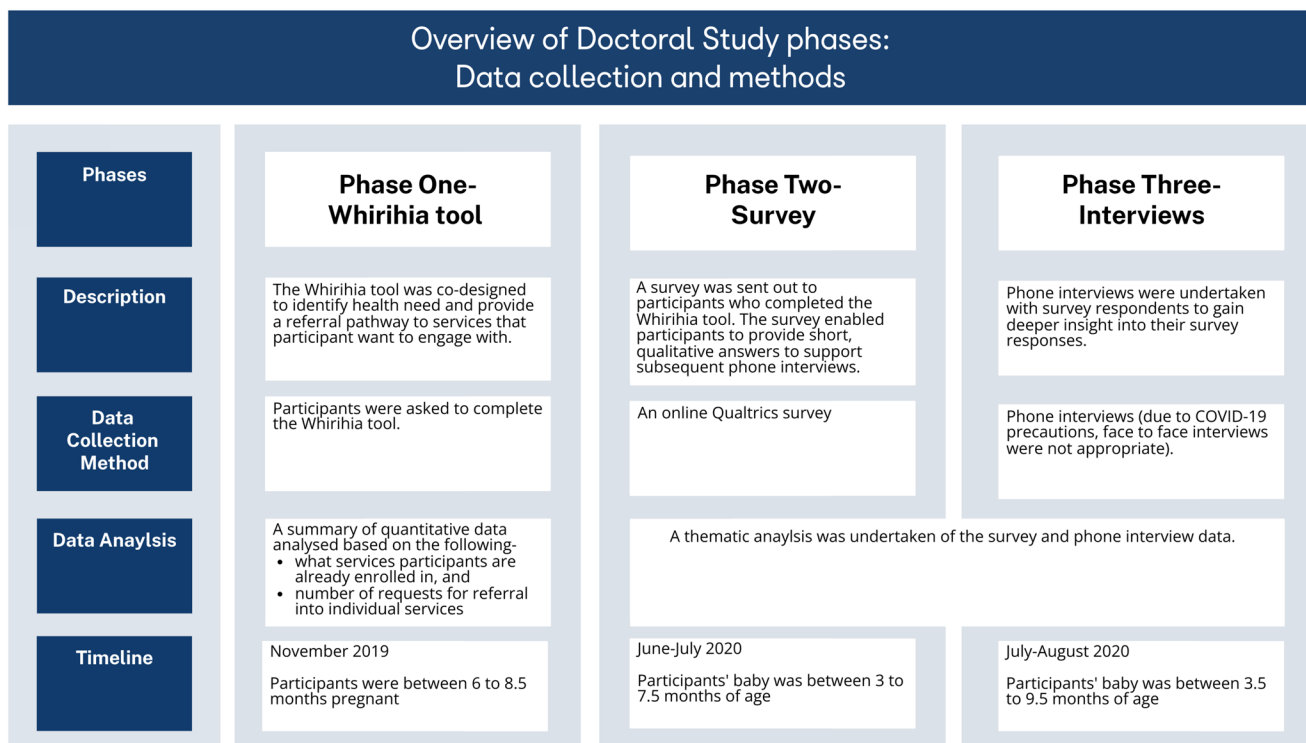 Overview of Doctoral Study phases:
Data collection and methods
Phases
Phase One-
Whirihia tool
Phase Two-
Survey
Phase Three-
Interviews
Description
The Whirihia tool was co-designed
to identify health need and provide
a referral pathway to services that
participant want to engage with.
A survey was sent out to
participants who completed the
Whirihia tool. The survey enabled
participants to provide short,
qualitative answers to support
subsequent phone interviews.
Phone interviews were undertaken
with survey respondents to gain
deeper insight into their survey
responses.
Data
Collection
Method
Participants were asked to complete
the Whirihia tool.
An online Qualtrics survey
Phone interviews (due to COVID-19
precautions, face to face interviews
were not appropriate).
Data Anaylsis
A summary of quantitative data
analysed based on the following-
• what services participants are
already enrolled in, and
• number of requests for referral
into individual services
A thematic anaylsis was undertaken of the survey and phone interview data.
Timeline
November 2019
Participants were between 6 to 8.5
months pregnant
June-July 2020
Participants' baby was between 3 to
7.5 months of age
July-August 2020
Participants' baby was between 3.5
to 9.5 months of age